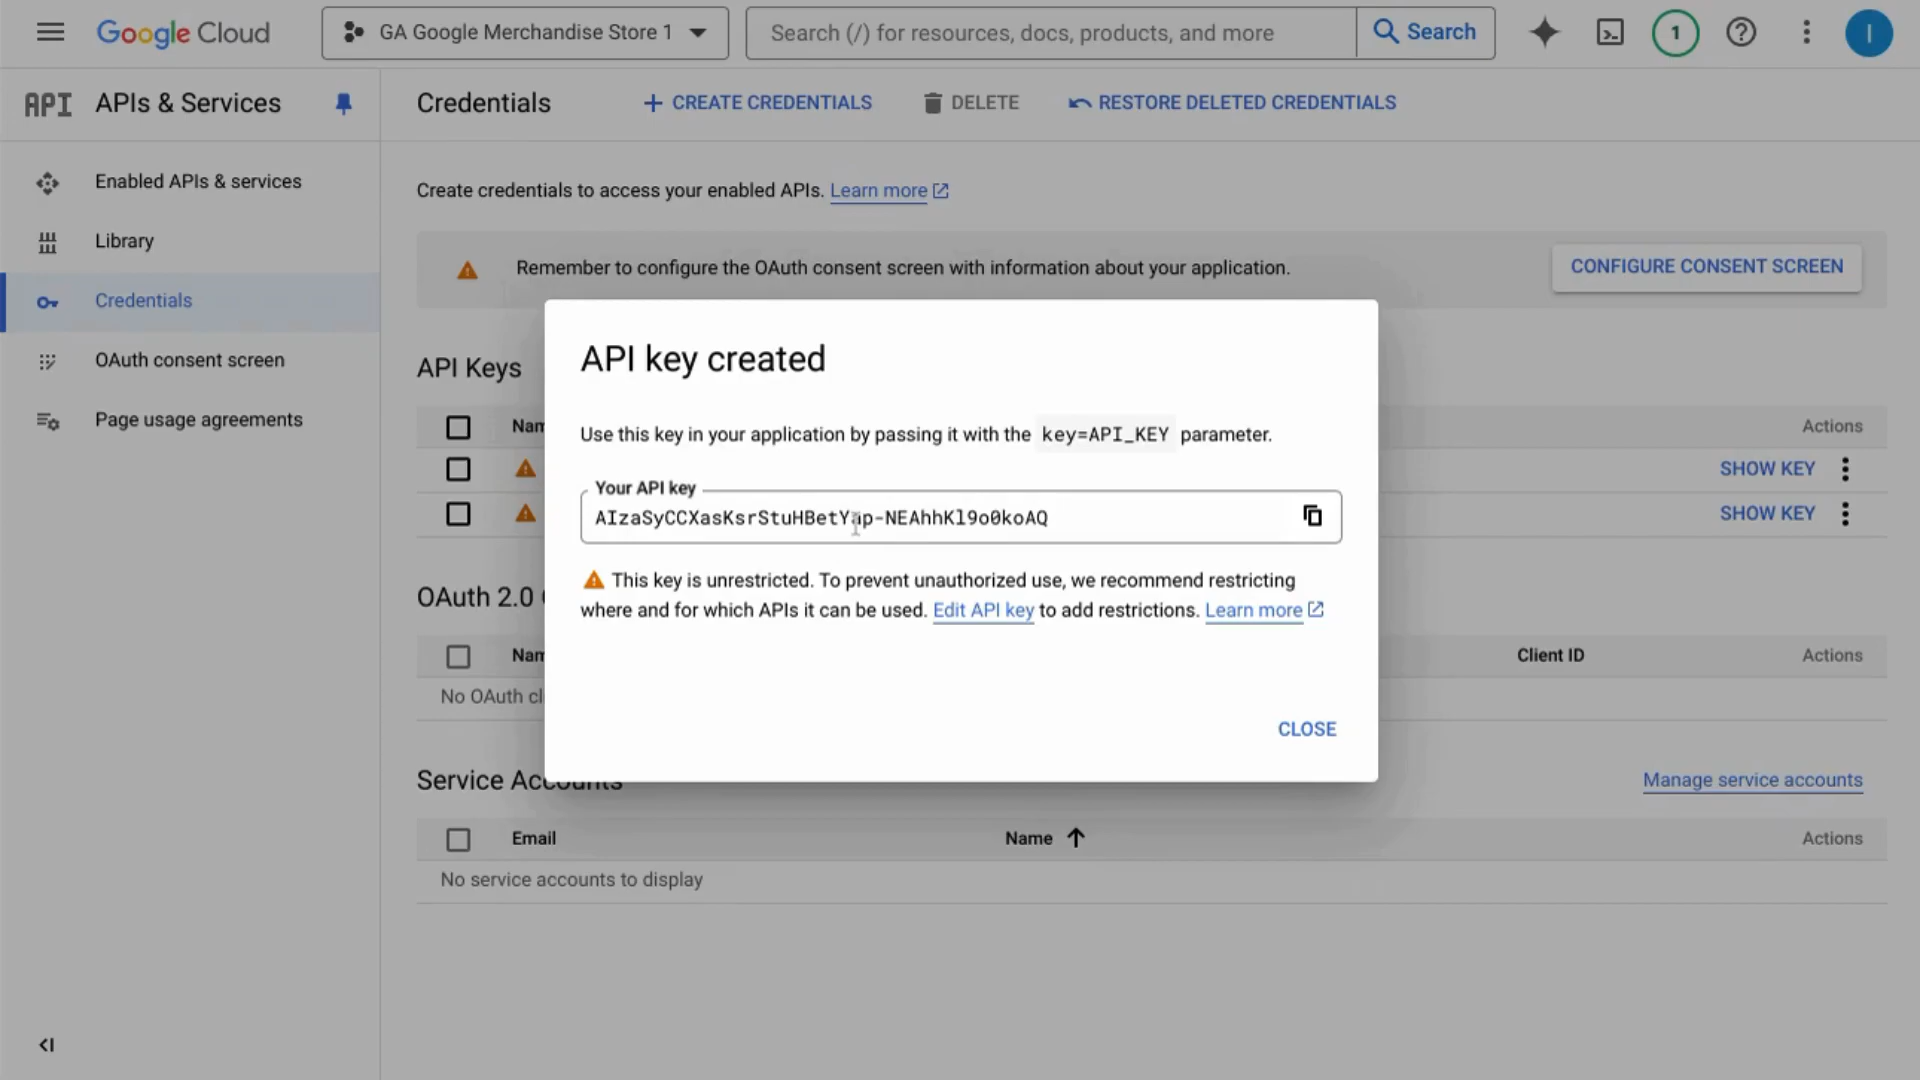 Google Cloud
GA Google Merchandise Store 1
Search (/) for resources, docs, products, and more
Search
1
I
API
APIs & Services
Credentials
CREATE CREDENTIALS
DELETE
RESTORE DELETED CREDENTIALS
Enabled APIs & services
Library
Credentials
OAuth consent screen
Page usage agreements
Create credentials to access your enabled APIs. Learn more
Remember to configure the OAuth consent screen with information about your application.
CONFIGURE CONSENT SCREEN
API Keys
Nam
Actions
SHOW KEY
SHOW KEY
API key created
Use this key in your application by passing it with the key=API_KEY parameter.
Your API key
AIzaSyCCXasKsrStuHBetYap-NEAhhKl9o0koAQ
This key is unrestricted. To prevent unauthorized use, we recommend restricting
where and for which APIs it can be used. Edit API key to add restrictions. Learn more
CLOSE
OAuth 2.0
Nam
Client ID
Actions
No OAuth cl
Service Accounts
Manage service accounts
Email
Name
Actions
No service accounts to display